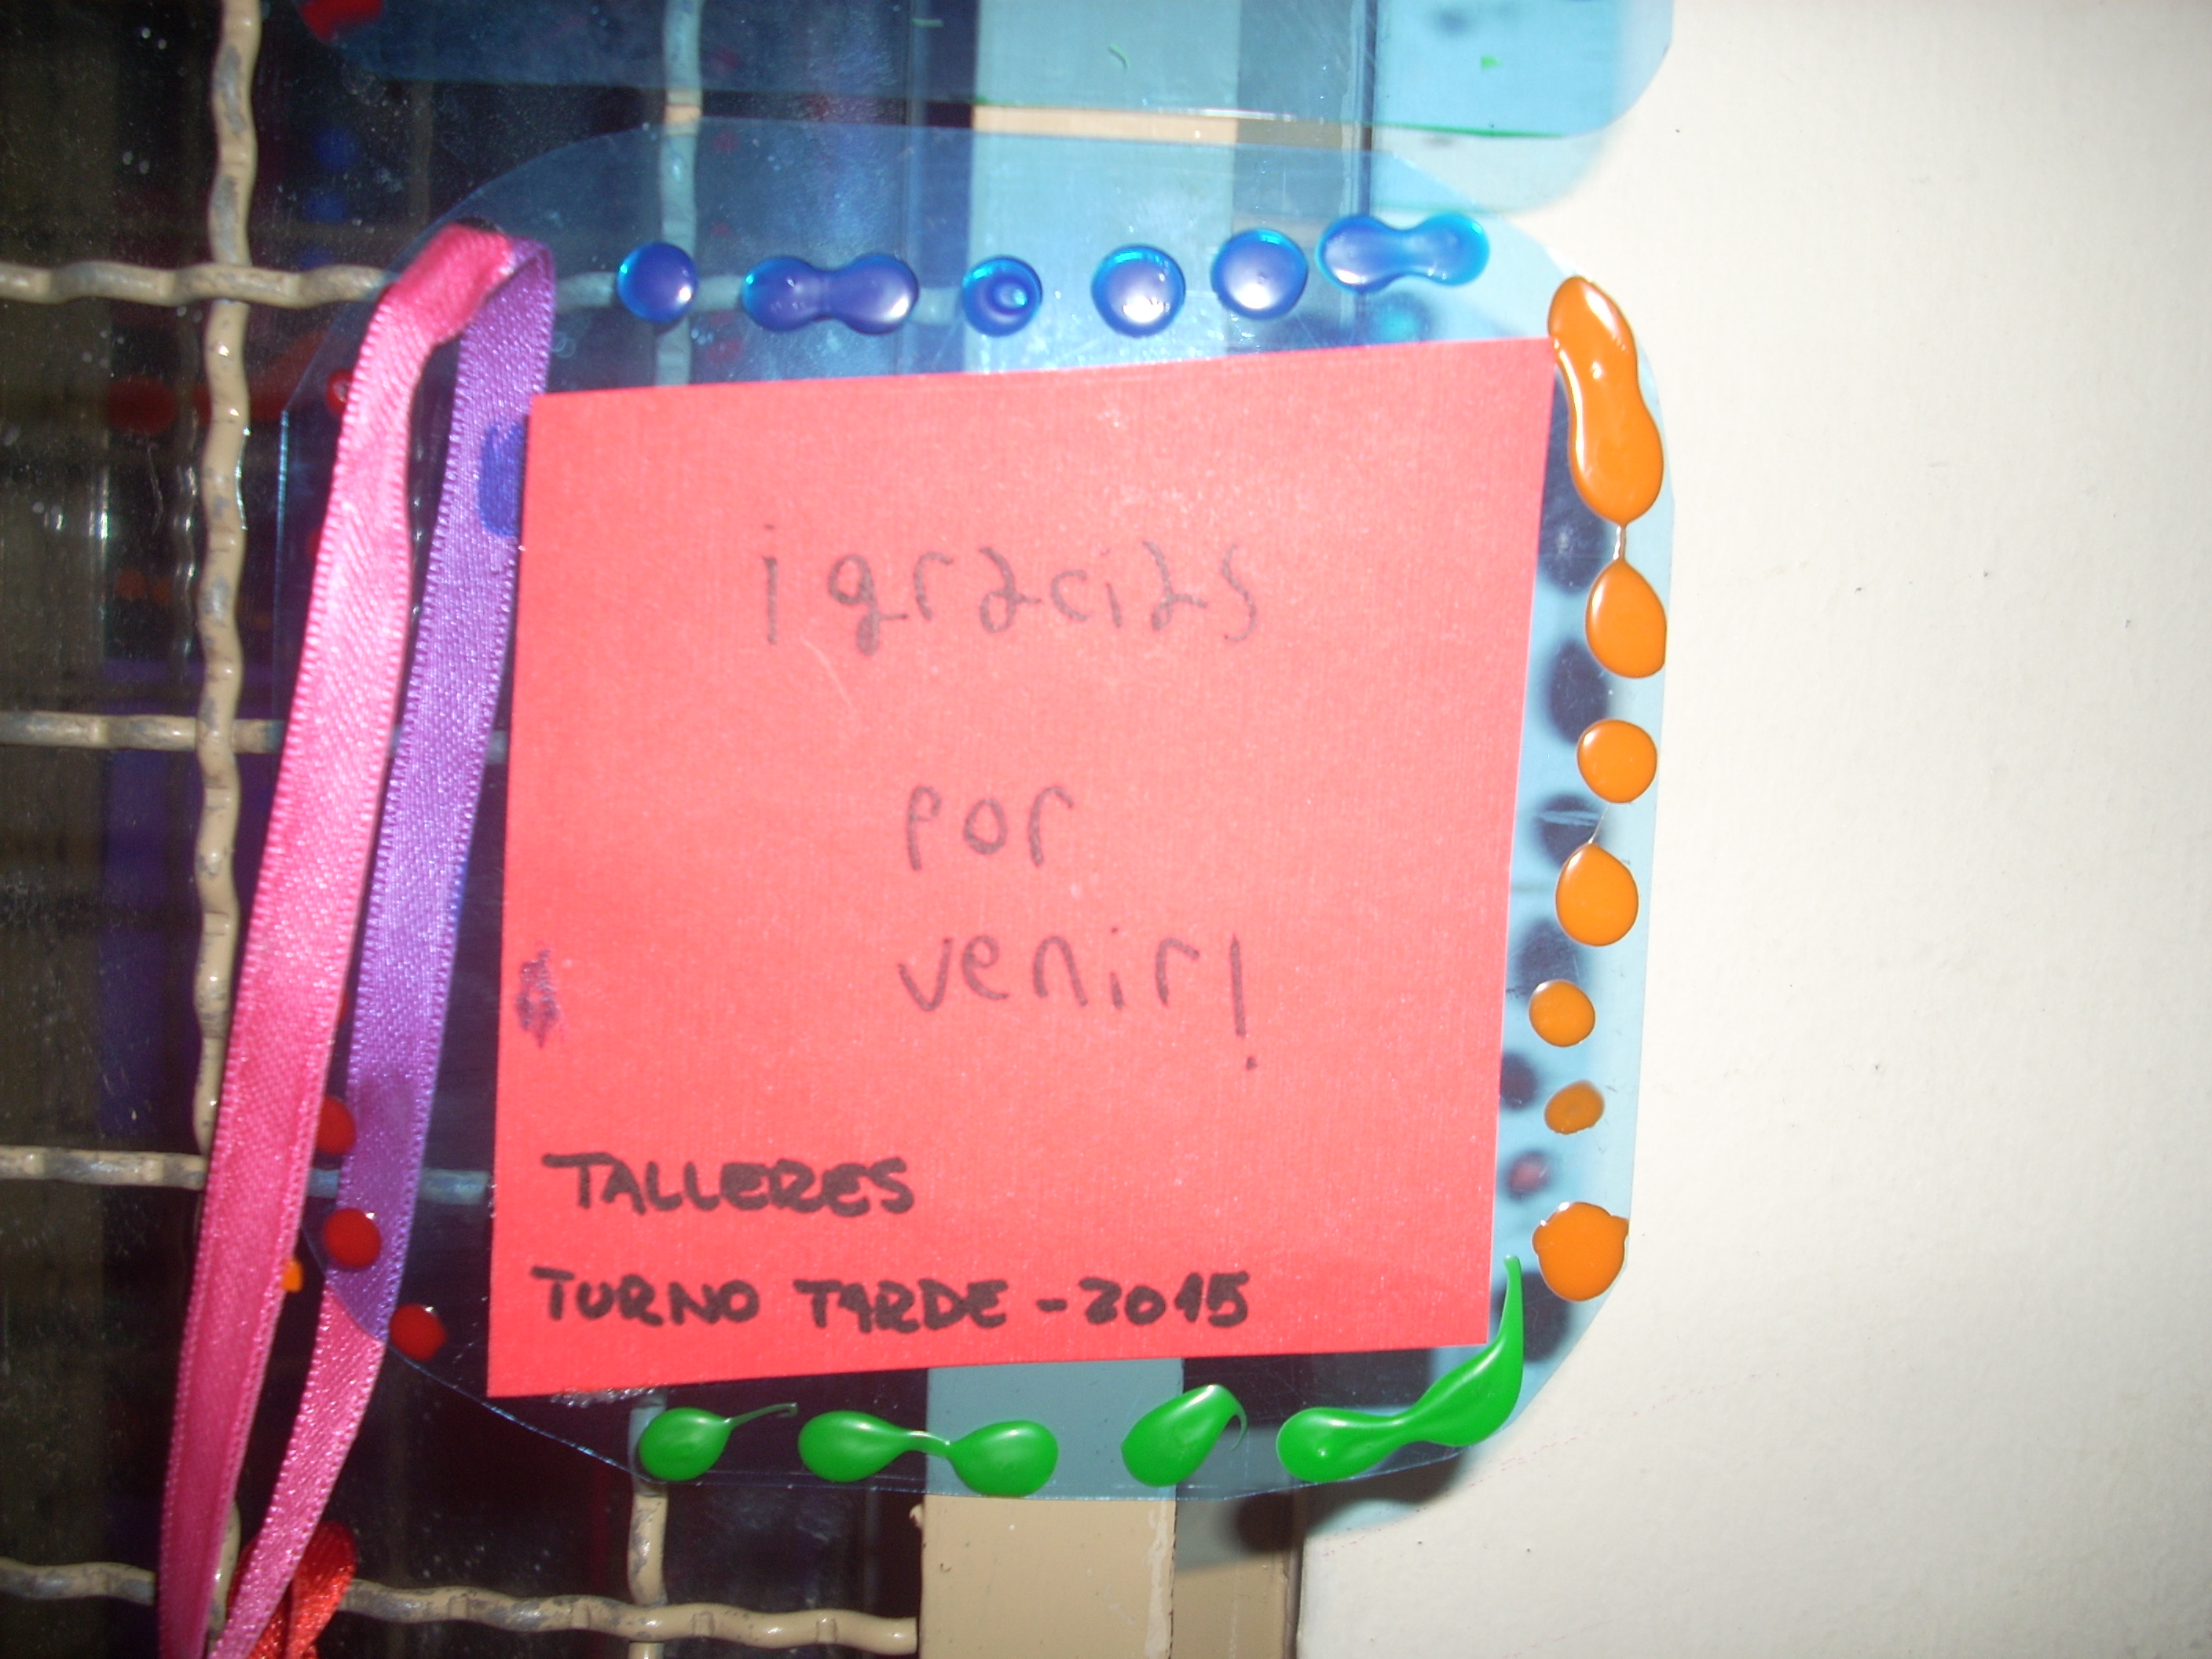 ¡gracias
por
venir!
TALLERES
TURNO TARDE - 2015